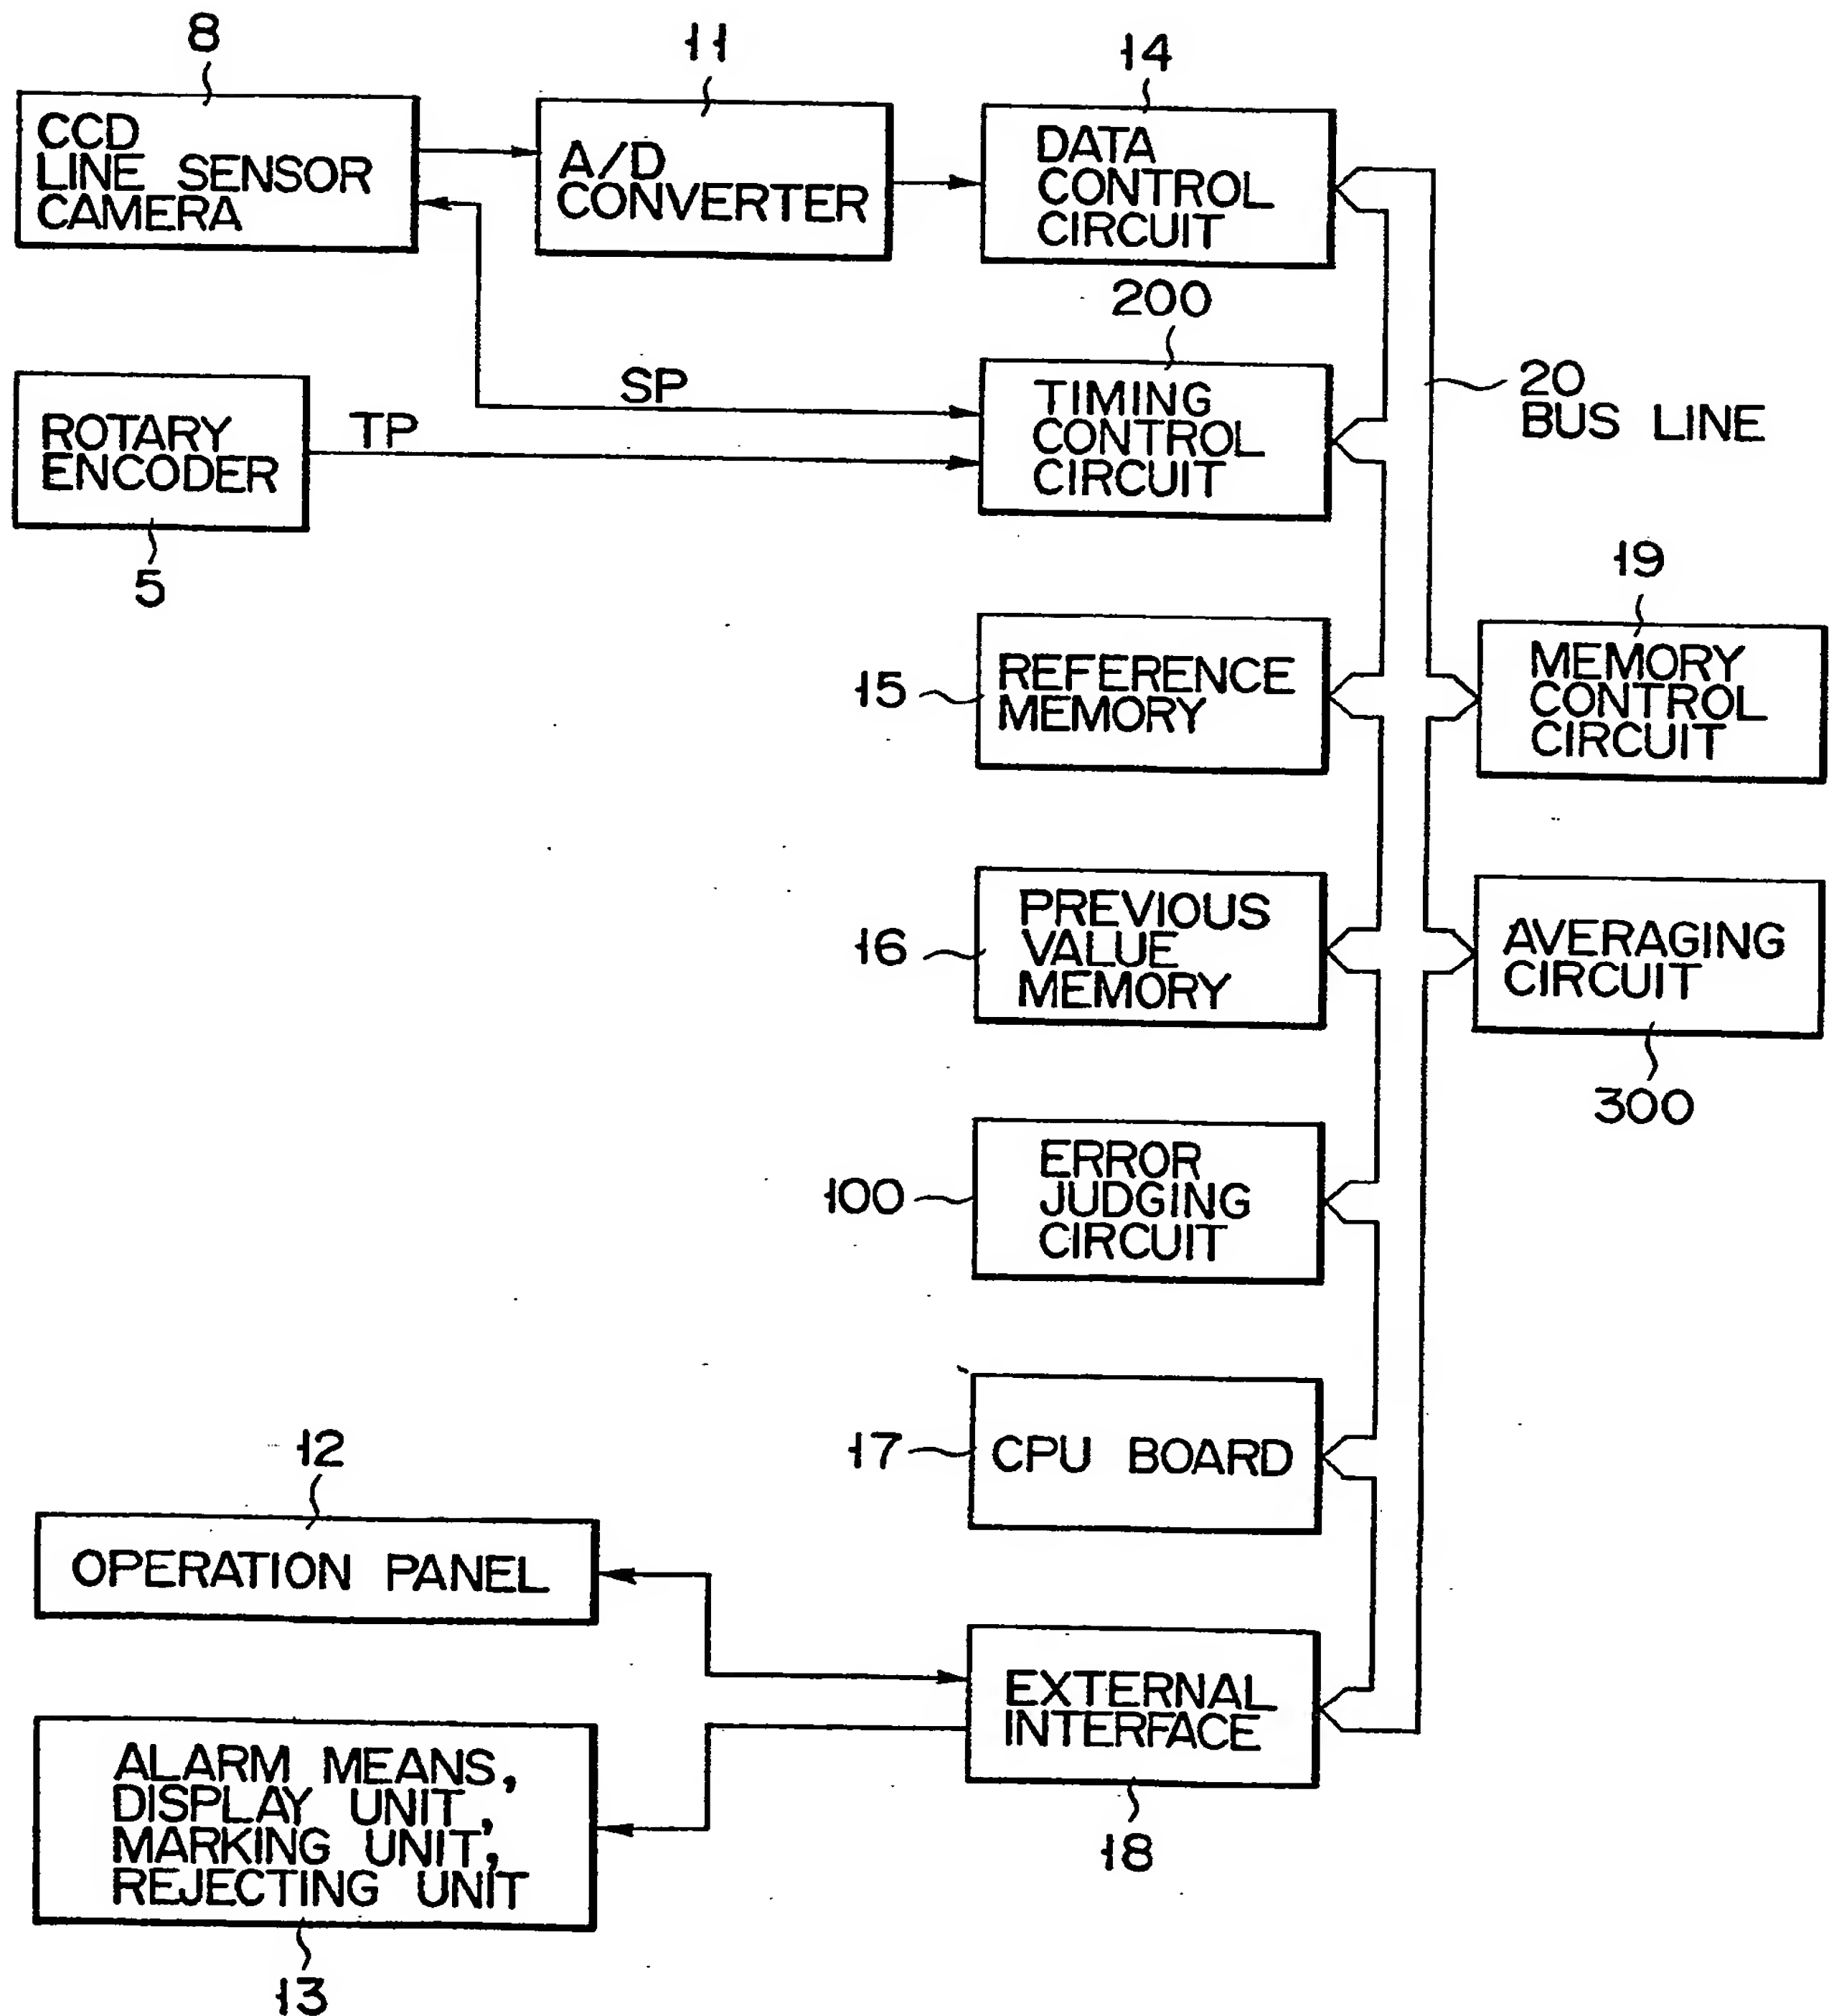 8
CCD
LINE SENSOR
CAMERA
11
A/D
CONVERTER
14
DATA
CONTROL
CIRCUIT
200
TIMING
CONTROL
CIRCUIT
SP
TP
ROTARY
ENCODER
5
20
BUS LINE
15
REFERENCE
MEMORY
19
MEMORY
CONTROL
CIRCUIT
16
PREVIOUS
VALUE
MEMORY
AVERAGING
CIRCUIT
300
100
ERROR
JUDGING
CIRCUIT
17
CPU BOARD
12
OPERATION PANEL
EXTERNAL
INTERFACE
18
ALARM MEANS,
DISPLAY UNIT,
MARKING UNIT,
REJECTING UNIT
13